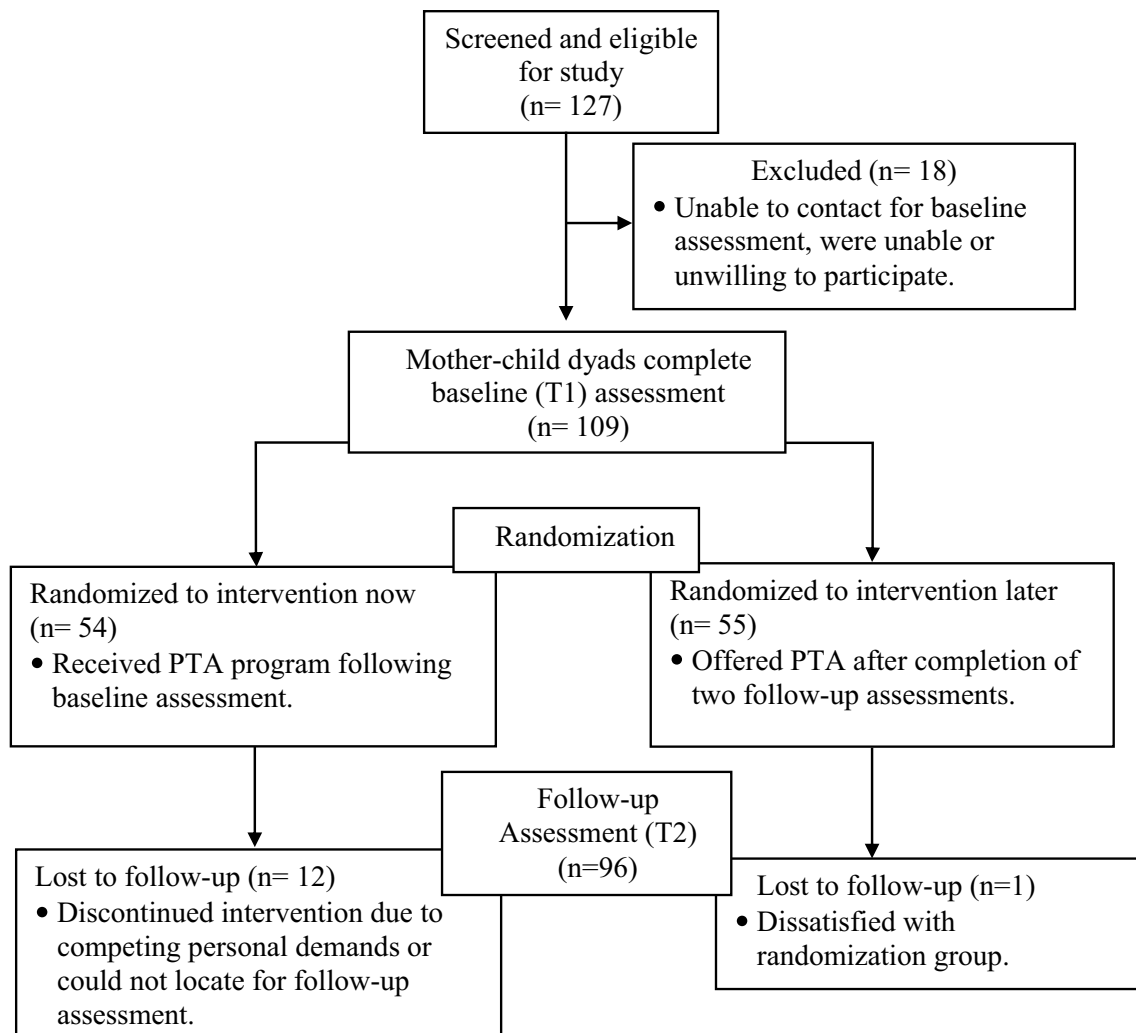 Screened and eligible
for study
(n= 127)
Excluded (n= 18)
• Unable to contact for baseline
assessment, were unable or
unwilling to participate.
Mother-child dyads complete
baseline (T1) assessment
(n= 109)
Randomization
Randomized to intervention now
(n= 54)
• Received PTA program following
baseline assessment.
Randomized to intervention later
(n= 55)
• Offered PTA after completion of
two follow-up assessments.
Follow-up
Assessment (T2)
(n=96)
Lost to follow-up (n= 12)
• Discontinued intervention due to
competing personal demands or
could not locate for follow-up
assessment.
Lost to follow-up (n=1)
• Dissatisfied with
randomization group.